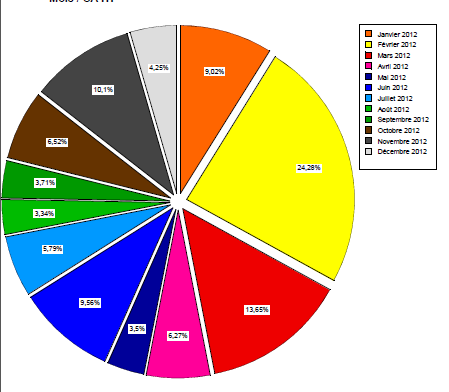 4,25%
9,02%
10,1%
6,52%
24,28%
3,71%
3,34%
5,79%
9,56%
3,5%
6,27%
13,65%
Janvier 2012
Février 2012
Mars 2012
Avril 2012
Mai 2012
Juin 2012
Juillet 2012
Août 2012
Septembre 2012
Octobre 2012
Novembre 2012
Décembre 2012